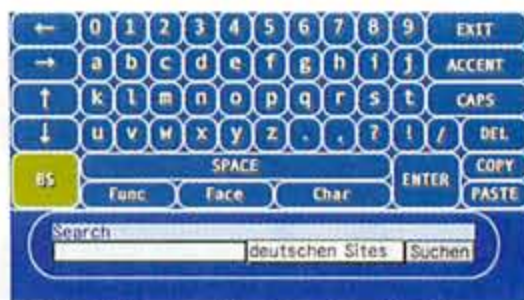 ← 0 1 2 3 4 5 6 7 8 9 EXIT
→ a b c d e f g h i j ACCENT
↑ k l m n o p q r s t CAPS
↓ u v w x y z . , ? ! / DEL
BS SPACE ENTER COPY
Func Face Char PASTE
Search
deutschen Sites Suchen